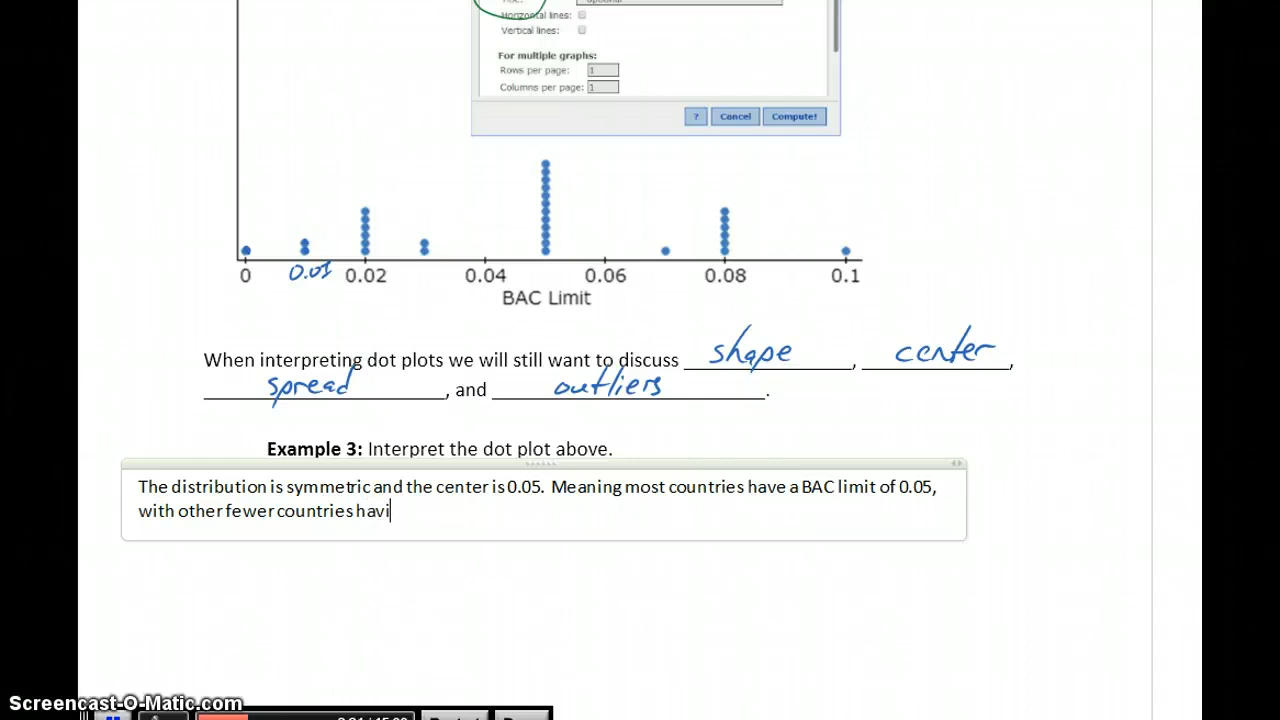 Horizontal lines:
Vertical lines:
For multiple graphs:
Rows per page: 1
Columns per page: 1
? Cancel Compute!
0 0.01 0.02 0.04 0.06 0.08 0.1
BAC Limit
When interpreting dot plots we will still want to discuss shape, center,
spread, and outliers.
Example 3: Interpret the dot plot above.
The distribution is symmetric and the center is 0.05. Meaning most countries have a BAC limit of 0.05,
with other fewer countries havi
Screencast-O-Matic.com